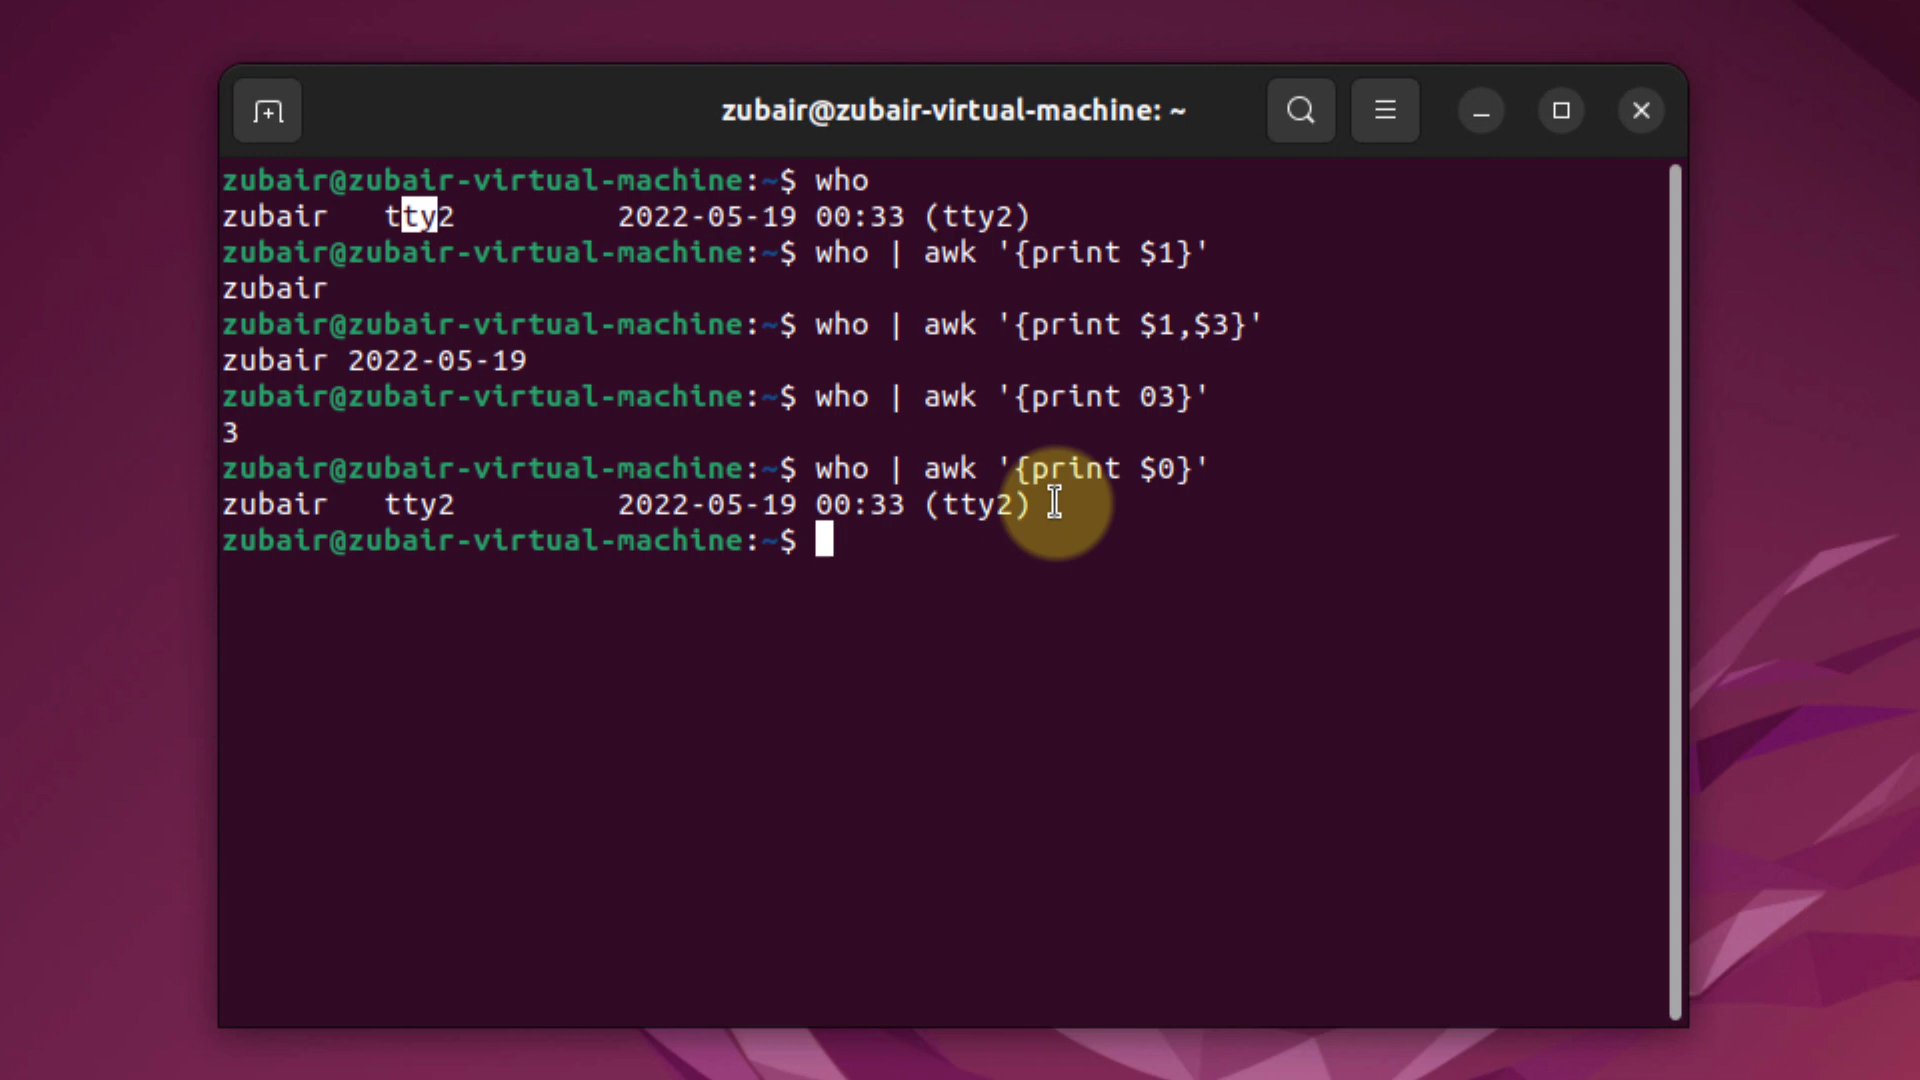 zubair@zubair-virtual-machine: ~
zubair@zubair-virtual-machine:~$ who
zubair   tty2         2022-05-19 00:33 (tty2)
zubair@zubair-virtual-machine:~$ who | awk '{print $1}'
zubair
zubair@zubair-virtual-machine:~$ who | awk '{print $1,$3}'
zubair 2022-05-19
zubair@zubair-virtual-machine:~$ who | awk '{print 03}'
3
zubair@zubair-virtual-machine:~$ who | awk '{print $0}'
zubair   tty2         2022-05-19 00:33 (tty2)
zubair@zubair-virtual-machine:~$